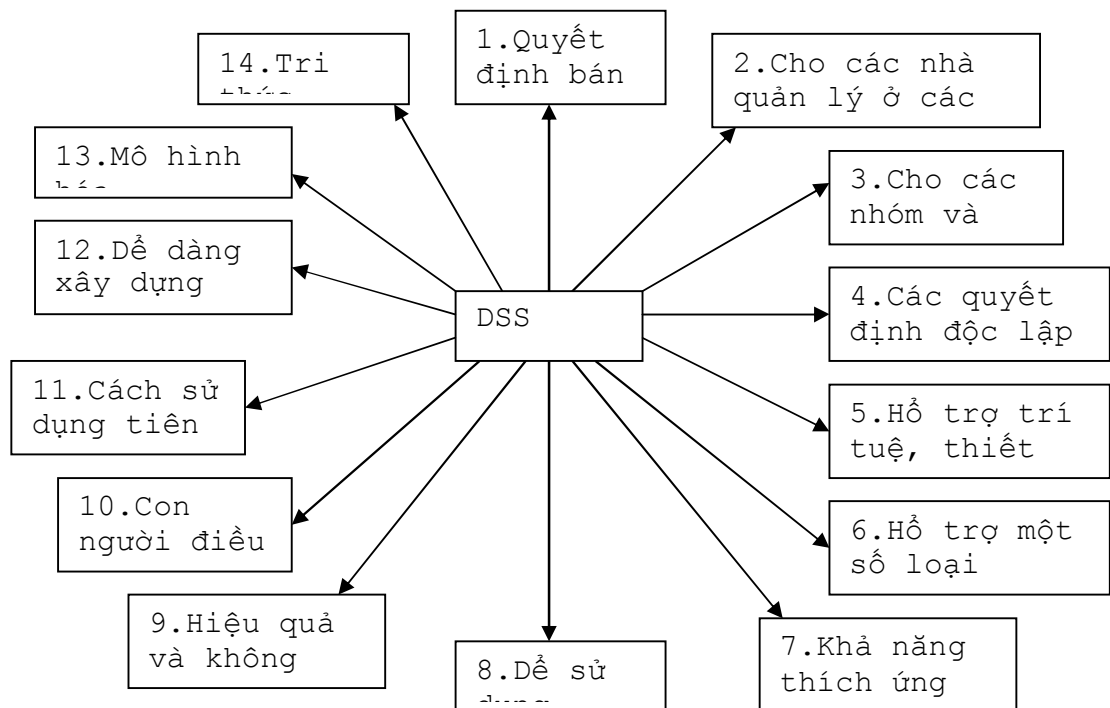 1.Quyết
định bán
2.Cho các nhà
quản lý ở các
3.Cho các
nhóm và
4.Các quyết
định độc lập
5.Hổ trợ trí
tuệ, thiết
6.Hổ trợ một
số loại
7.Khả năng
thích ứng
8.Dể sử
9.Hiệu quả
và không
10.Con
người điều
11.Cách sử
dụng tiên
12.Dể dàng
xây dựng
13.Mô hình
14.Tri
DSS